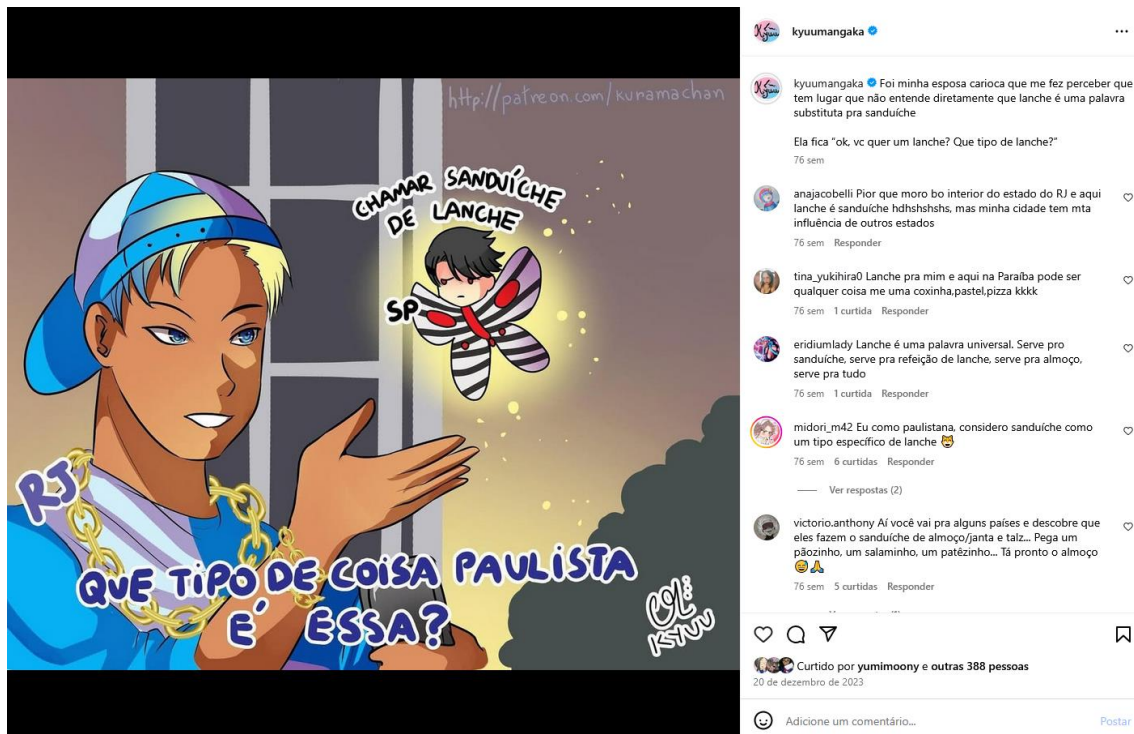 http://patreon.com/kuramachan
CHAMAR SANDUÍCHE
DE LANCHE
SP
RJ
QUE TIPO DE COISA PAULISTA
É ESSA?
COL:
KYUU
kyuumangaka
kyuumangaka Foi minha esposa carioca que me fez perceber que
tem lugar que não entende diretamente que lanche é uma palavra
substituta pra sanduíche
Ela fica "ok, vc quer um lanche? Que tipo de lanche?"
76 sem
anajacobelli Pior que moro bo interior do estado do RJ e aqui
lanche é sanduíche hdhshshshs, mas minha cidade tem mta
influência de outros estados
76 sem Responder
tina_yukihira0 Lanche pra mim e aqui na Paraíba pode ser
qualquer coisa me uma coxinha,pastel,pizza kkkk
76 sem 1 curtida Responder
eridiumlady Lanche é uma palavra universal. Serve pro
sanduíche, serve pra refeição de lanche, serve pra almoço,
serve pra tudo
76 sem 1 curtida Responder
midori_m42 Eu como paulistana, considero sanduíche como
um tipo específico de lanche 😹
76 sem 6 curtidas Responder
Ver respostas (2)
victorio.anthony Aí você vai pra alguns países e descobre que
eles fazem o sanduíche de almoço/janta e talz... Pega um
pãozinho, um salaminho, um patêzinho... Tá pronto o almoço
😅🙏
76 sem 5 curtidas Responder
Curtido por yumimoony e outras 388 pessoas
20 de dezembro de 2023
Adicione um comentário...
Postar